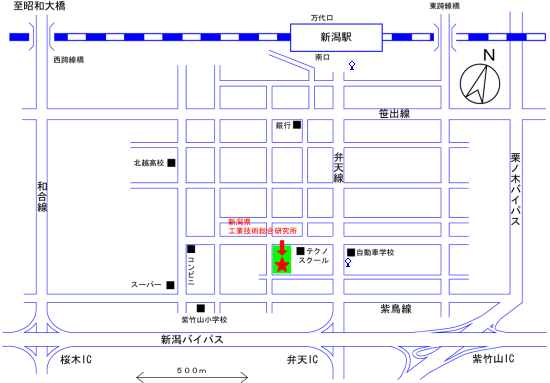 至昭和大橋
万代口
東跨線橋
新潟駅
西跨線橋
南口
N
笹出線
銀行
北越高校
弁天線
栗ノ木バイパス
和合線
新潟県
工業技術総合研究所
テクノ
スクール
自動車学校
コンビニ
スーパー
紫竹山小学校
紫鳥線
新潟バイパス
桜木IC
弁天IC
紫竹山IC
500m